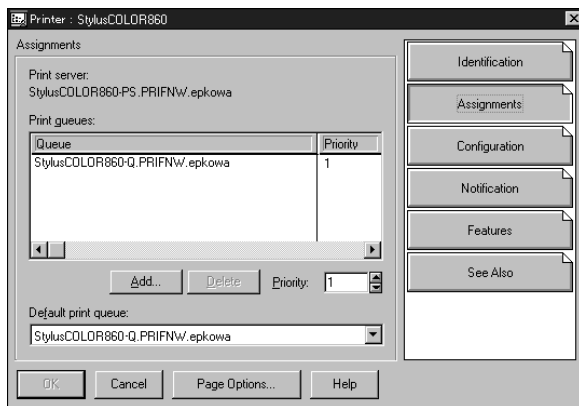 Printer : StylusCOLOR860
Assignments
Print server:
StylusCOLOR860-PS.PRIFNW.epkowa
Print queues:
Queue Priority
StylusCOLOR860-Q.PRIFNW.epkowa 1
Add... Delete Priority: 1
Default print queue:
StylusCOLOR860-Q.PRIFNW.epkowa
OK Cancel Page Options... Help
Identification
Assignments
Configuration
Notification
Features
See Also